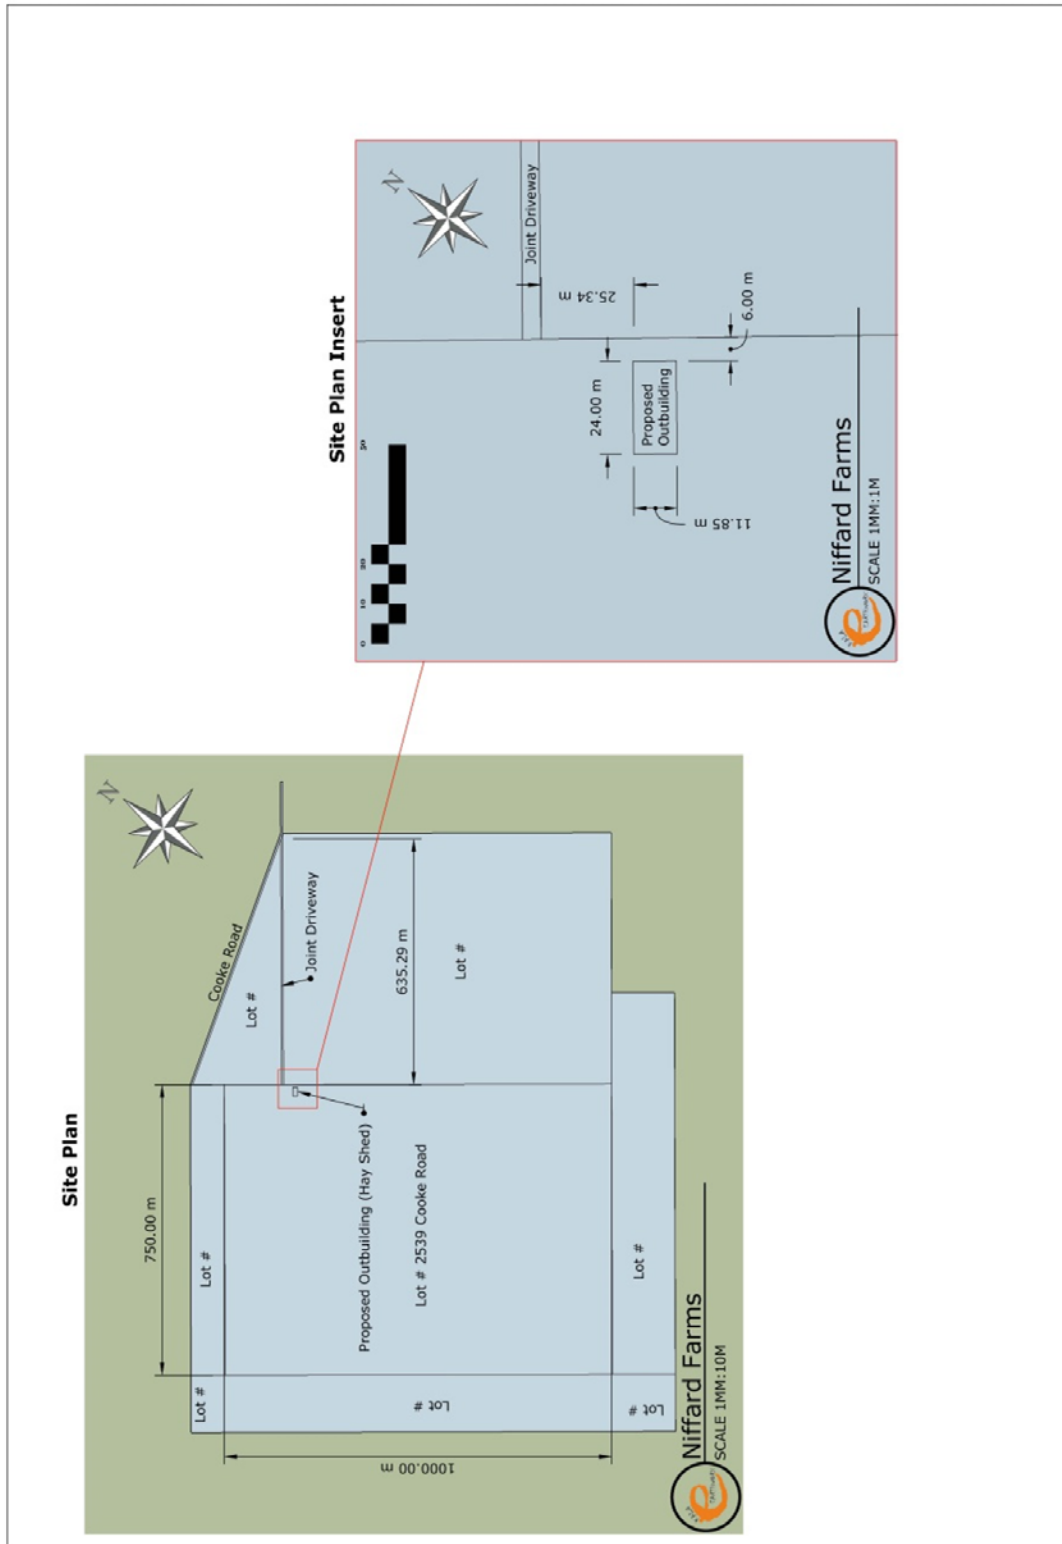 Site Plan
N
Cooke Road
750.00 m
Lot #
Lot #
Lot #
Joint Driveway
635.29 m
Lot #
Proposed Outbuilding (Hay Shed)
Lot # 2539 Cooke Road
Lot #
Lot #
Lot #
1000.00 m
Niffard Farms
SCALE 1MM:10M
Site Plan Insert
0
10
20
50
N
Joint Driveway
25.34 m
24.00 m
6.00 m
Proposed
Outbuilding
11.85 m
Niffard Farms
SCALE 1MM:1M